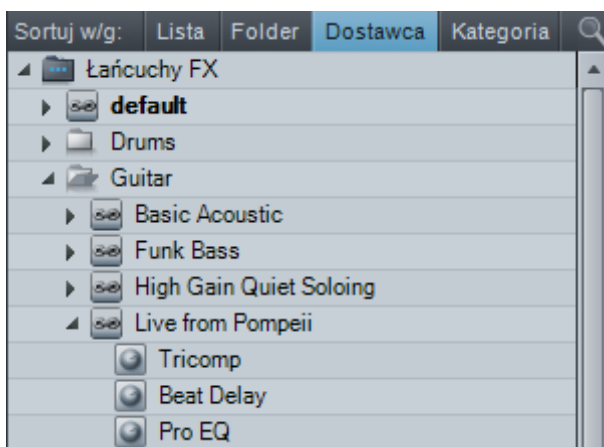 Sortuj w/g: Lista Folder Dostawca Kategoria
Łańcuchy FX
default
Drums
Guitar
Basic Acoustic
Funk Bass
High Gain Quiet Soloing
Live from Pompeii
Tricomp
Beat Delay
Pro EQ